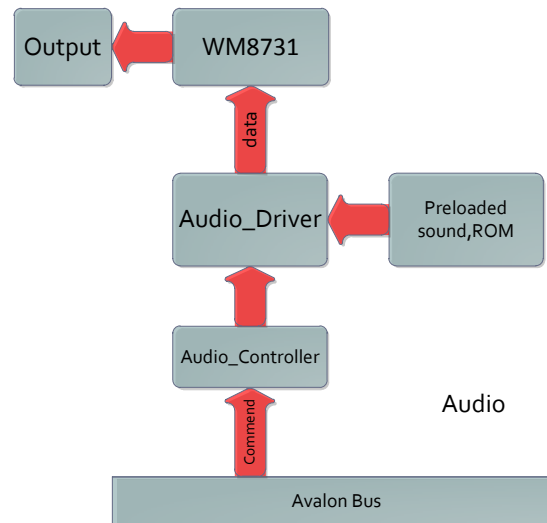 Output
WM8731
data
Audio_Driver
Preloaded
sound,ROM
Audio_Controller
Commend
Audio
Avalon Bus